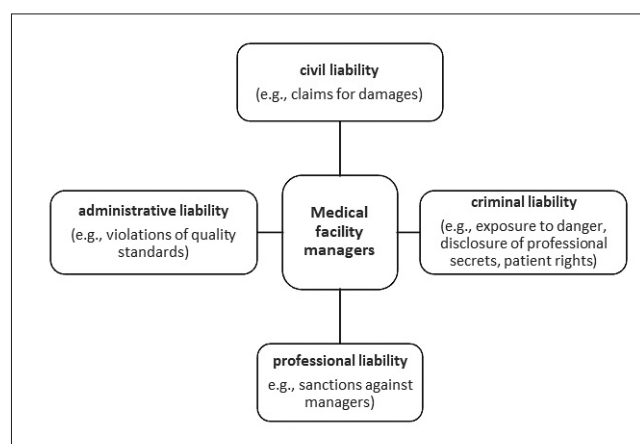 civil liability
(e.g., claims for damages)
administrative liability
(e.g., violations of quality
standards)
Medical
facility
managers
criminal liability
(e.g., exposure to danger,
disclosure of professional
secrets, patient rights)
professional liability
e.g., sanctions against
managers)